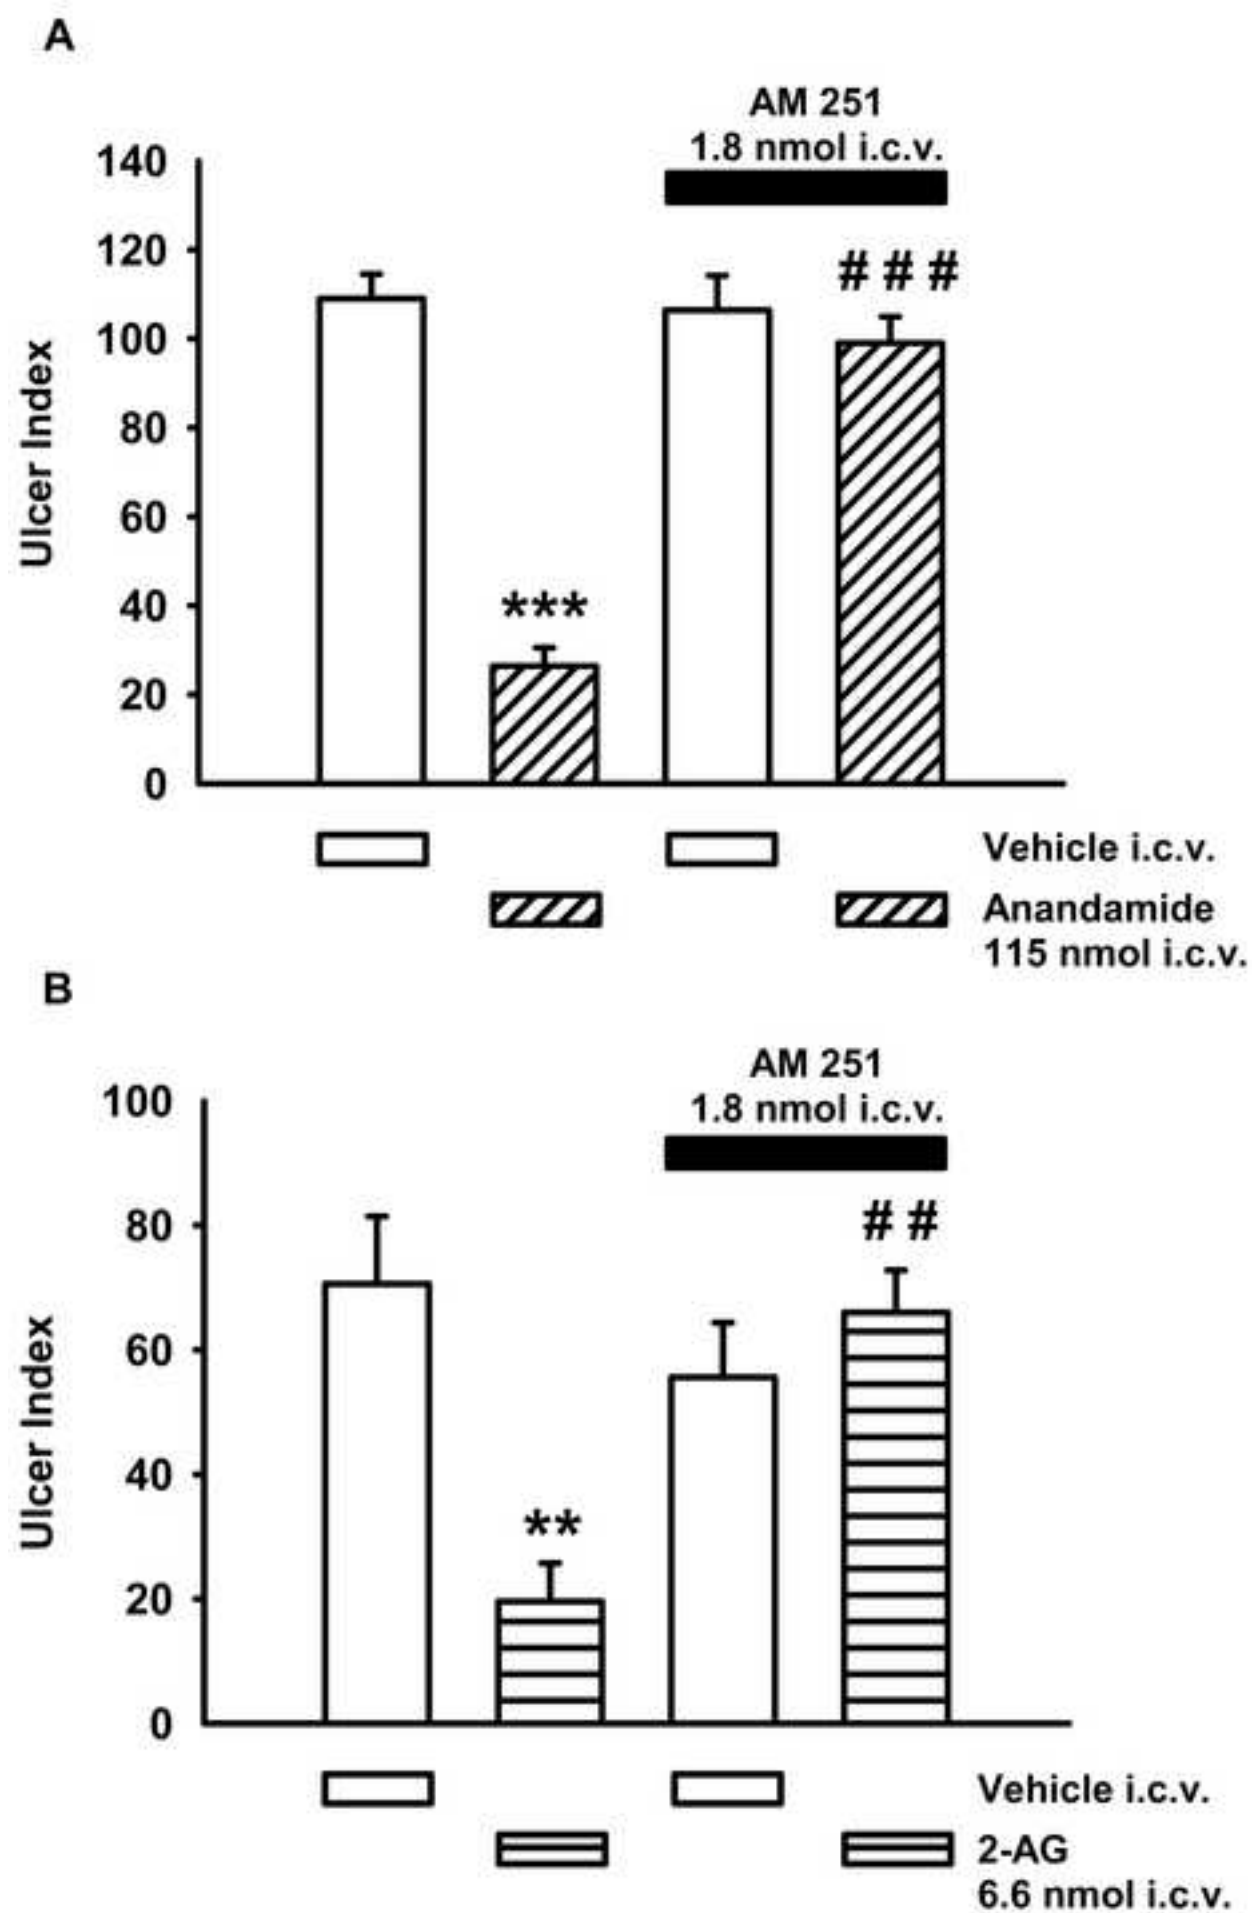 A
AM 251
1.8 nmol i.c.v.
140
120
100
80
60
40
20
0
Ulcer Index
***
# # #
Vehicle i.c.v.
Anandamide
115 nmol i.c.v.
B
AM 251
1.8 nmol i.c.v.
100
80
60
40
20
0
Ulcer Index
**
# #
Vehicle i.c.v.
2-AG
6.6 nmol i.c.v.